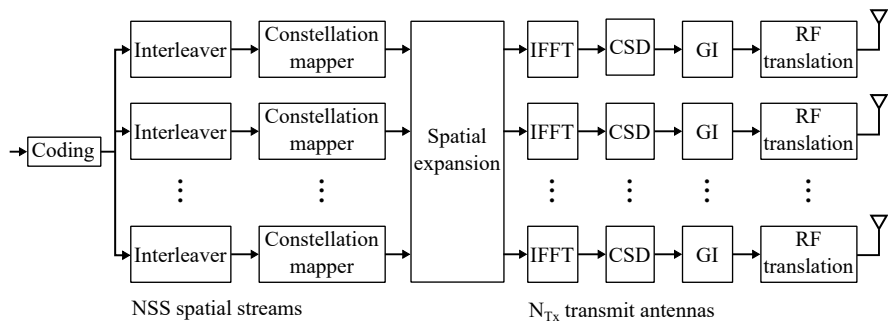 Interleaver
Constellation
mapper
IFFT
CSD
GI
RF
translation
Interleaver
Constellation
mapper
IFFT
CSD
GI
RF
translation
Coding
Spatial
expansion
Interleaver
Constellation
mapper
IFFT
CSD
GI
RF
translation
NSS spatial streams
N_Tx transmit antennas